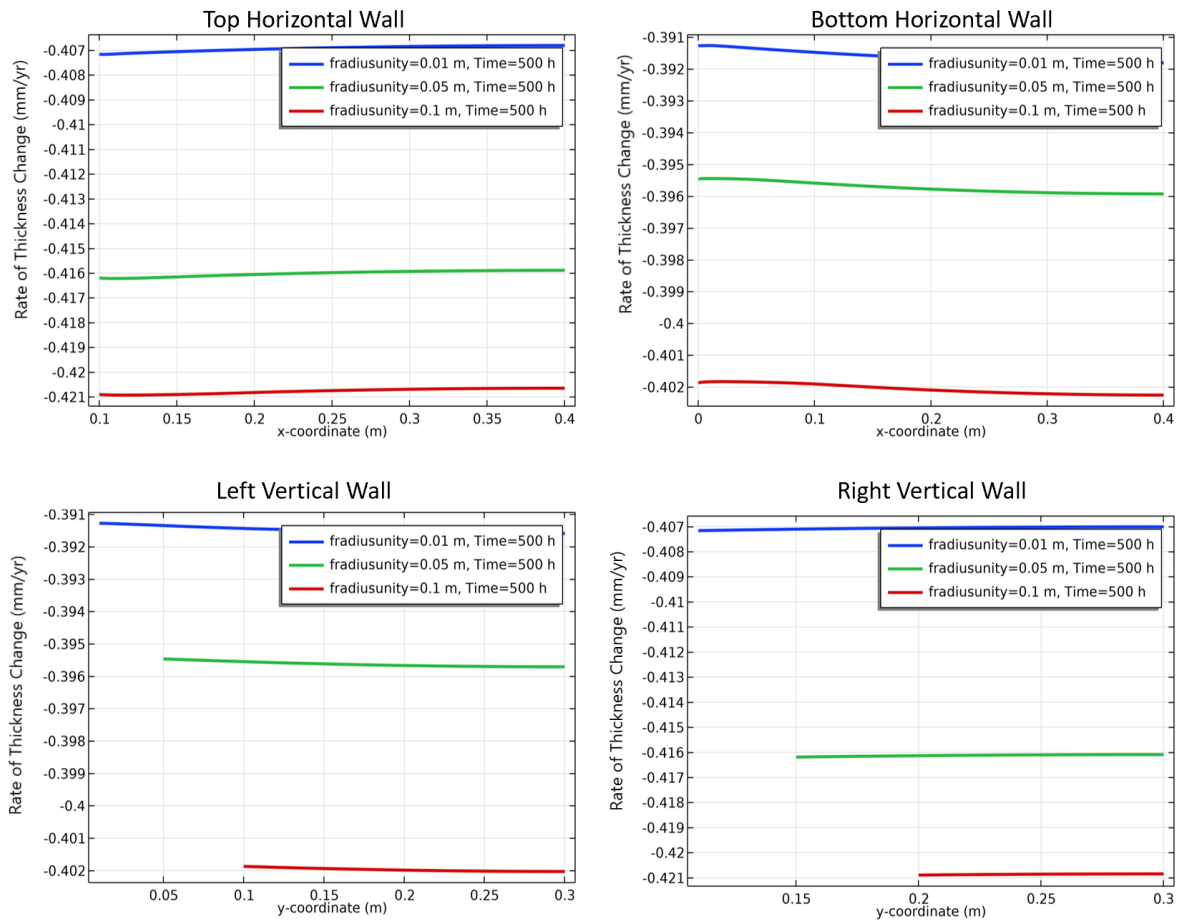 Top Horizontal Wall
Rate of Thickness Change (mm/yr)
-0.407
-0.408
-0.409
-0.41
-0.411
-0.412
-0.413
-0.414
-0.415
-0.416
-0.417
-0.418
-0.419
-0.42
-0.421
fradiusunity=0.01 m, Time=500 h
fradiusunity=0.05 m, Time=500 h
fradiusunity=0.1 m, Time=500 h
0.1 0.15 0.2 0.25 0.3 0.35 0.4
x-coordinate (m)
Bottom Horizontal Wall
Rate of Thickness Change (mm/yr)
-0.391
-0.392
-0.393
-0.394
-0.395
-0.396
-0.397
-0.398
-0.399
-0.4
-0.401
-0.402
fradiusunity=0.01 m, Time=500 h
fradiusunity=0.05 m, Time=500 h
fradiusunity=0.1 m, Time=500 h
0 0.1 0.2 0.3 0.4
x-coordinate (m)
Left Vertical Wall
Rate of Thickness Change (mm/yr)
-0.391
-0.392
-0.393
-0.394
-0.395
-0.396
-0.397
-0.398
-0.399
-0.4
-0.401
-0.402
fradiusunity=0.01 m, Time=500 h
fradiusunity=0.05 m, Time=500 h
fradiusunity=0.1 m, Time=500 h
0.05 0.1 0.15 0.2 0.25 0.3
y-coordinate (m)
Right Vertical Wall
Rate of Thickness Change (mm/yr)
-0.407
-0.408
-0.409
-0.41
-0.411
-0.412
-0.413
-0.414
-0.415
-0.416
-0.417
-0.418
-0.419
-0.42
-0.421
fradiusunity=0.01 m, Time=500 h
fradiusunity=0.05 m, Time=500 h
fradiusunity=0.1 m, Time=500 h
0.15 0.2 0.25 0.3
y-coordinate (m)